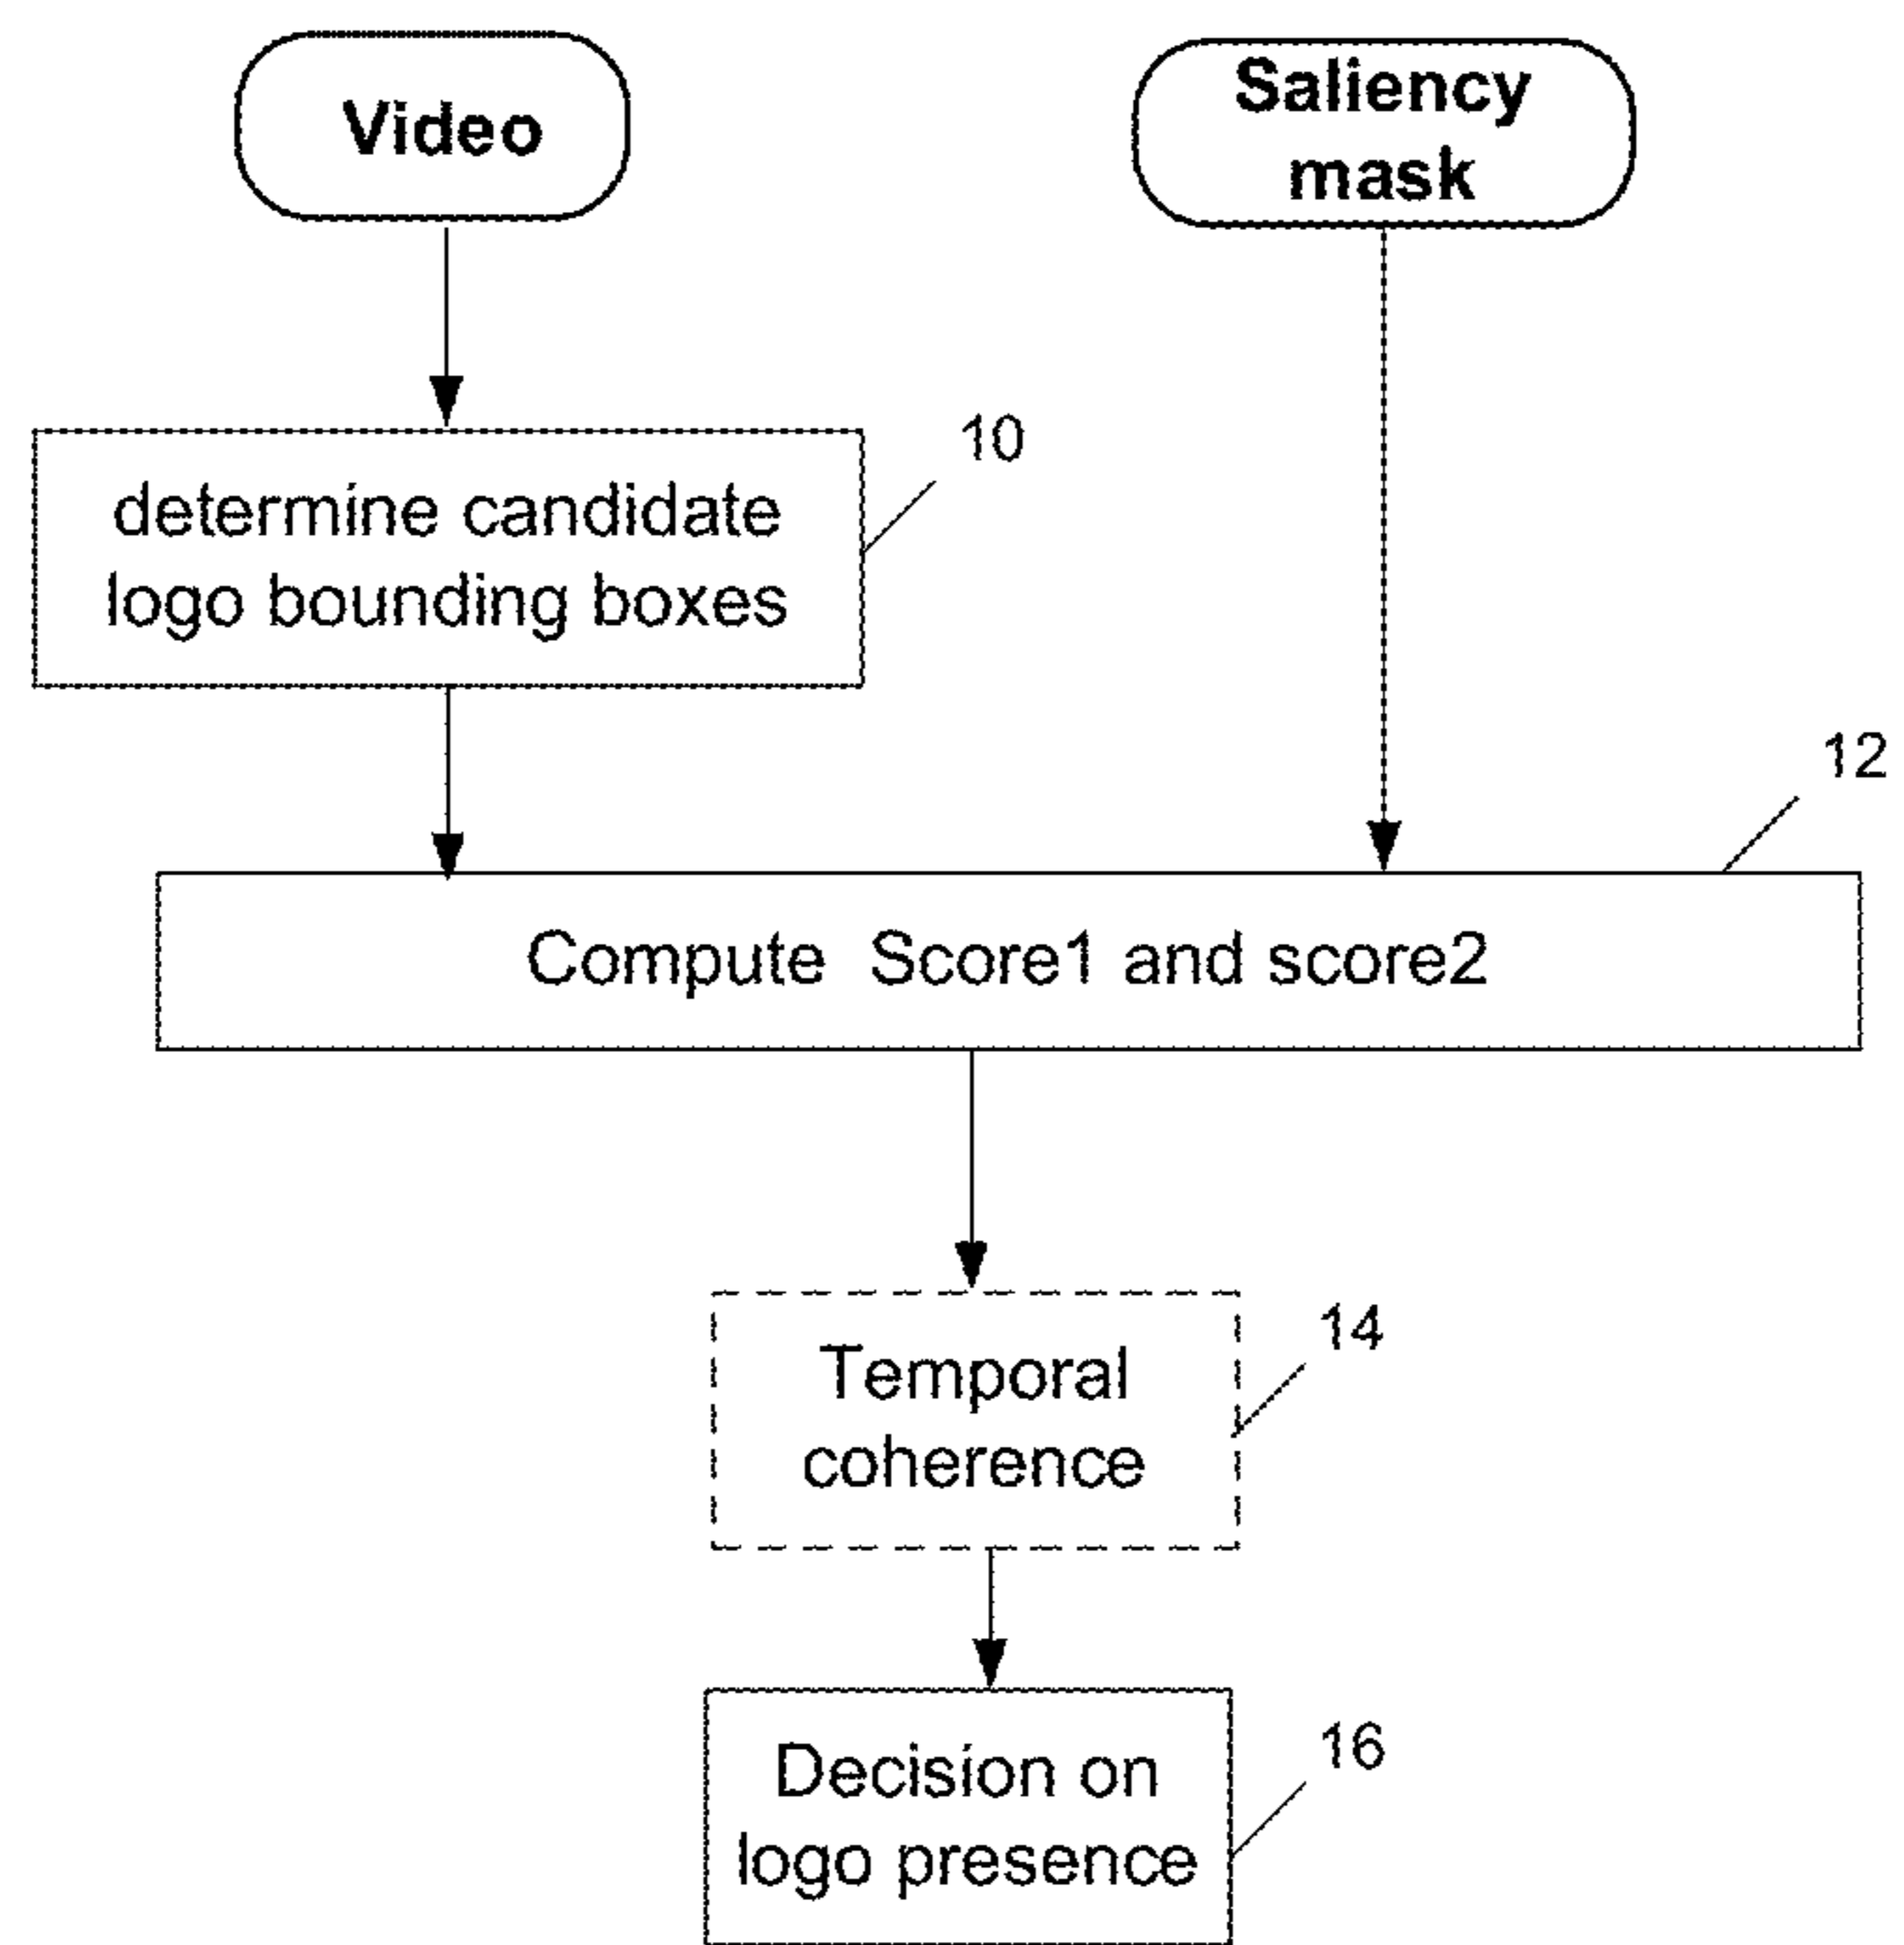 Video
Saliency
mask
10
determine candidate
logo bounding boxes
12
Compute Score1 and score2
14
Temporal
coherence
16
Decision on
logo presence